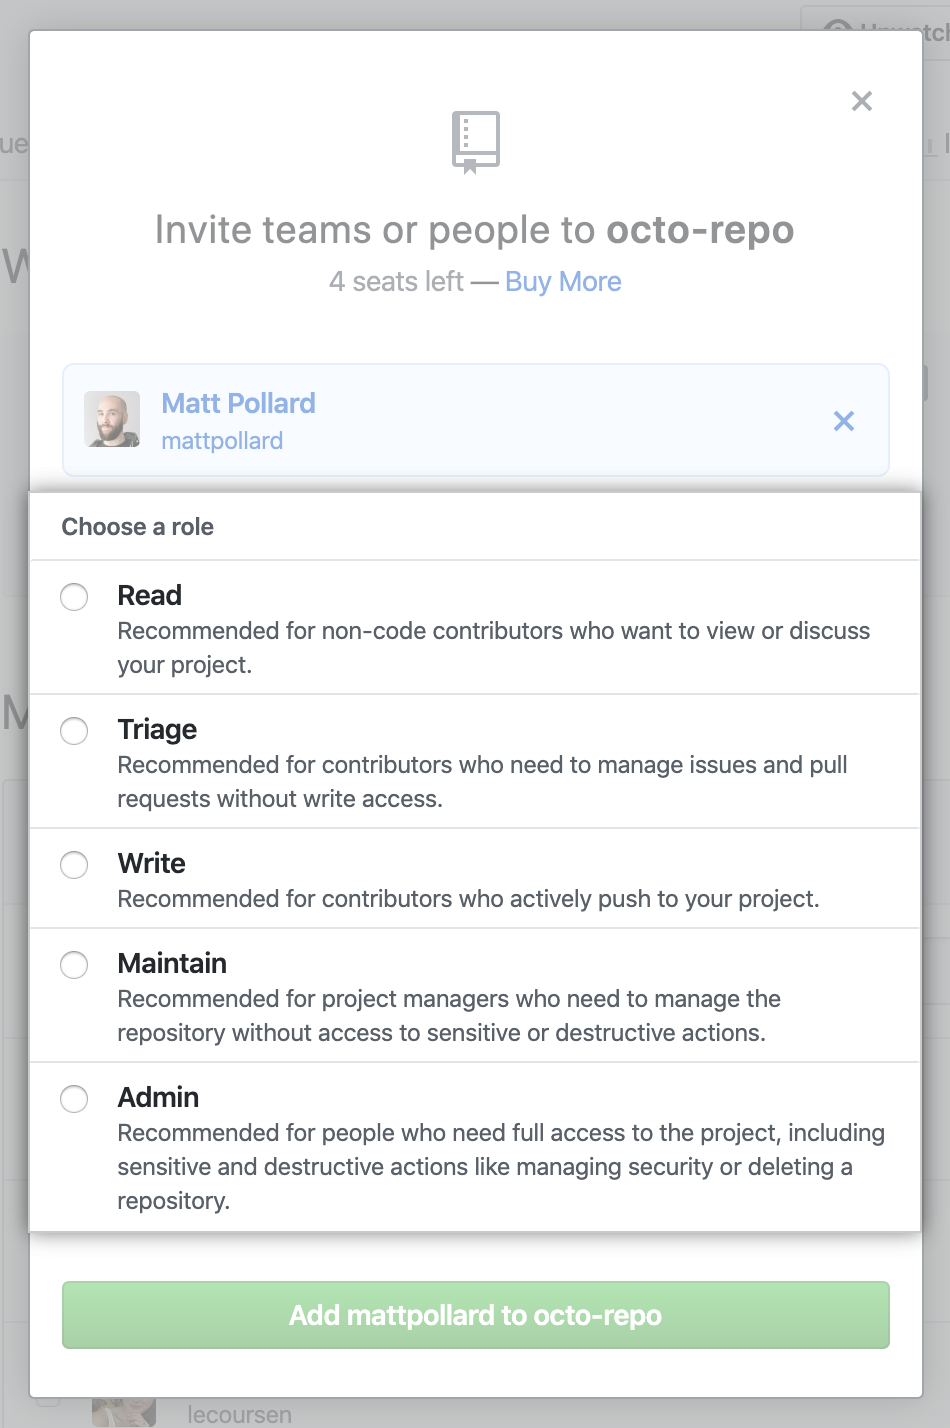 Unwatch
Invite teams or people to octo-repo
4 seats left — Buy More
Matt Pollard
mattpollard
Choose a role
Read
Recommended for non-code contributors who want to view or discuss
your project.
Triage
Recommended for contributors who need to manage issues and pull
requests without write access.
Write
Recommended for contributors who actively push to your project.
Maintain
Recommended for project managers who need to manage the
repository without access to sensitive or destructive actions.
Admin
Recommended for people who need full access to the project, including
sensitive and destructive actions like managing security or deleting a
repository.
Add mattpollard to octo-repo
lecoursen